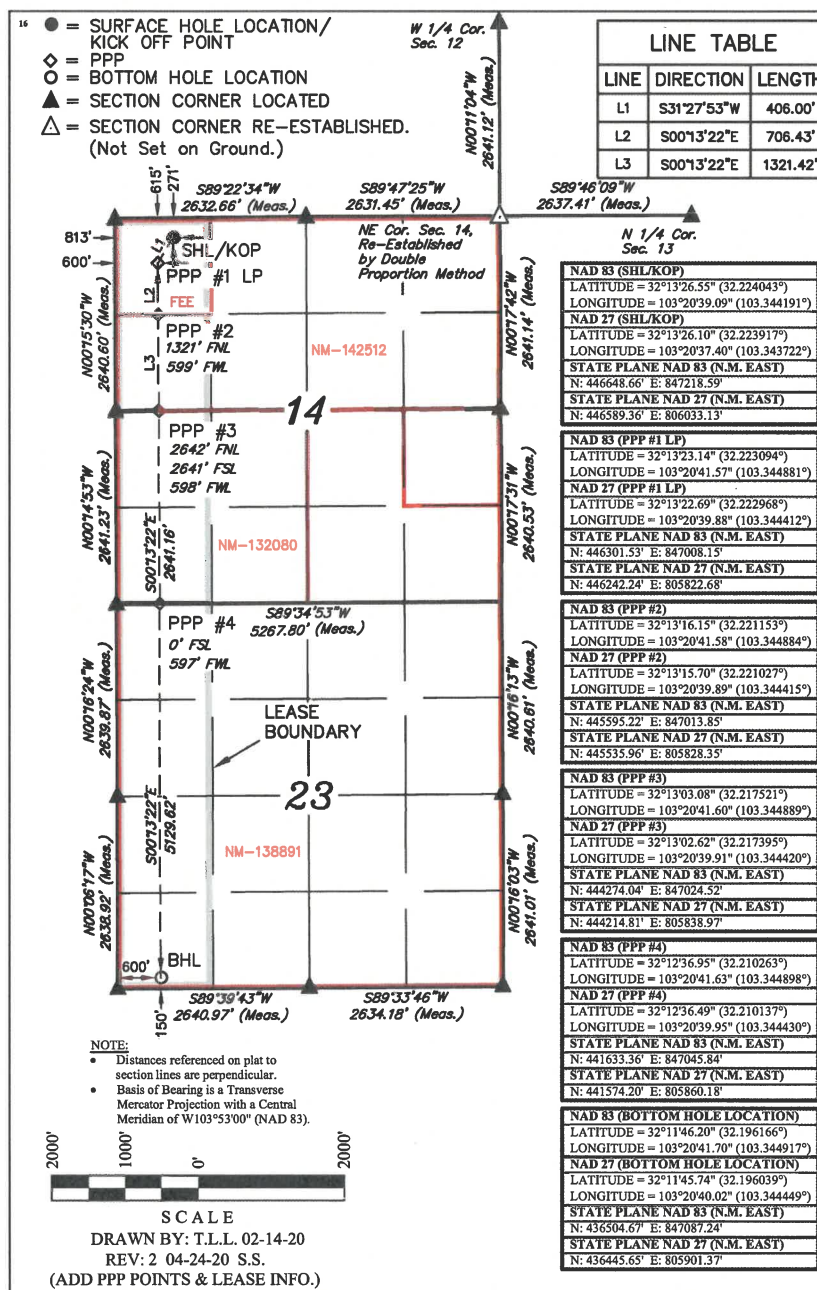 16
● = SURFACE HOLE LOCATION/
KICK OFF POINT
◇ = PPP
○ = BOTTOM HOLE LOCATION
▲ = SECTION CORNER LOCATED
△ = SECTION CORNER RE-ESTABLISHED.
(Not Set on Ground.)
W 1/4 Cor.
Sec. 12
N00°11'04"W
2641.12' (Meas.)
LINE TABLE
LINE DIRECTION LENGTH
L1 S31°27'53"W 406.00'
L2 S00°13'22"E 706.43'
L3 S00°13'22"E 1321.42'
615'
271'
S89°22'34"W
2632.66' (Meas.)
S89°47'25"W
2631.45' (Meas.)
S89°46'09"W
2637.41' (Meas.)
N 1/4 Cor.
Sec. 13
NE Cor. Sec. 14,
Re-Established
by Double
Proportion Method
813'
600'
L1
SHL/KOP
PPP #1 LP
L2
FEE
PPP #2
1321' FNL
599' FWL
L3
N00°15'30"W
2640.60' (Meas.)
NM-142512
N00°17'42"W
2641.14' (Meas.)
14
PPP #3
2642' FNL
2641' FSL
598' FWL
N00°14'53"W
2641.23' (Meas.)
S00°13'22"E
2641.16'
NM-132080
N00°17'31"W
2640.53' (Meas.)
PPP #4
0' FSL
597' FWL
S89°34'53"W
5267.80' (Meas.)
N00°16'24"W
2639.87' (Meas.)
LEASE
BOUNDARY
N00°16'13"W
2640.61' (Meas.)
23
S00°13'22"E
5129.62'
NM-138891
N00°06'17"W
2638.92' (Meas.)
N00°16'03"W
2641.01' (Meas.)
600'
BHL
150'
S89°39'43"W
2640.97' (Meas.)
S89°33'46"W
2634.18' (Meas.)
NAD 83 (SHL/KOP)
LATITUDE = 32°13'26.55" (32.224043°)
LONGITUDE = 103°20'39.09" (103.344191°)
NAD 27 (SHL/KOP)
LATITUDE = 32°13'26.10" (32.223917°)
LONGITUDE = 103°20'37.40" (103.343722°)
STATE PLANE NAD 83 (N.M. EAST)
N: 446648.66' E: 847218.59'
STATE PLANE NAD 27 (N.M. EAST)
N: 446589.36' E: 806033.13'
NAD 83 (PPP #1 LP)
LATITUDE = 32°13'23.14" (32.223094°)
LONGITUDE = 103°20'41.57" (103.344881°)
NAD 27 (PPP #1 LP)
LATITUDE = 32°13'22.69" (32.222968°)
LONGITUDE = 103°20'39.88" (103.344412°)
STATE PLANE NAD 83 (N.M. EAST)
N: 446301.53' E: 847008.15'
STATE PLANE NAD 27 (N.M. EAST)
N: 446242.24' E: 805822.68'
NAD 83 (PPP #2)
LATITUDE = 32°13'16.15" (32.221153°)
LONGITUDE = 103°20'41.58" (103.344884°)
NAD 27 (PPP #2)
LATITUDE = 32°13'15.70" (32.221027°)
LONGITUDE = 103°20'39.89" (103.344415°)
STATE PLANE NAD 83 (N.M. EAST)
N: 445595.22' E: 847013.85'
STATE PLANE NAD 27 (N.M. EAST)
N: 445535.96' E: 805828.35'
NAD 83 (PPP #3)
LATITUDE = 32°13'03.08" (32.217521°)
LONGITUDE = 103°20'41.60" (103.344889°)
NAD 27 (PPP #3)
LATITUDE = 32°13'02.62" (32.217395°)
LONGITUDE = 103°20'39.91" (103.344420°)
STATE PLANE NAD 83 (N.M. EAST)
N: 444274.04' E: 847024.52'
STATE PLANE NAD 27 (N.M. EAST)
N: 444214.81' E: 805838.97'
NAD 83 (PPP #4)
LATITUDE = 32°12'36.95" (32.210263°)
LONGITUDE = 103°20'41.63" (103.344898°)
NAD 27 (PPP #4)
LATITUDE = 32°12'36.49" (32.210137°)
LONGITUDE = 103°20'39.95" (103.344430°)
STATE PLANE NAD 83 (N.M. EAST)
N: 441633.36' E: 847045.84'
STATE PLANE NAD 27 (N.M. EAST)
N: 441574.20' E: 805860.18'
NAD 83 (BOTTOM HOLE LOCATION)
LATITUDE = 32°11'46.20" (32.196166°)
LONGITUDE = 103°20'41.70" (103.344917°)
NAD 27 (BOTTOM HOLE LOCATION)
LATITUDE = 32°11'45.74" (32.196039°)
LONGITUDE = 103°20'40.02" (103.344449°)
STATE PLANE NAD 83 (N.M. EAST)
N: 436504.67' E: 847087.24'
STATE PLANE NAD 27 (N.M. EAST)
N: 436445.65' E: 805901.37'
NOTE:
• Distances referenced on plat to
section lines are perpendicular.
• Basis of Bearing is a Transverse
Mercator Projection with a Central
Meridian of W103°53'00" (NAD 83).
2000' 1000' 0' 2000'
SCALE
DRAWN BY: T.L.L. 02-14-20
REV: 2 04-24-20 S.S.
(ADD PPP POINTS & LEASE INFO.)